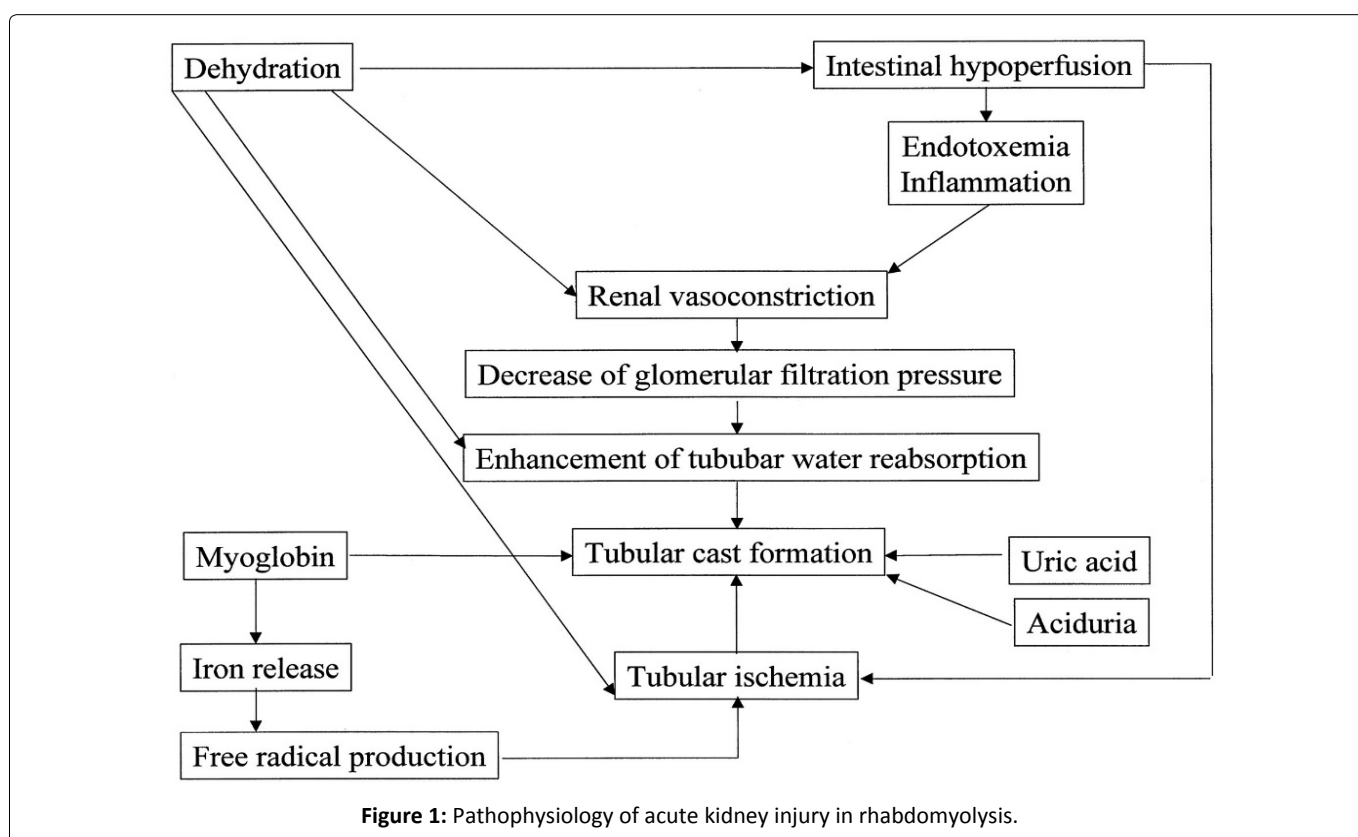 Dehydration
Intestinal hypoperfusion
Endotoxemia
Inflammation
Renal vasoconstriction
Decrease of glomerular filtration pressure
Enhancement of tububar water reabsorption
Myoglobin
Tubular cast formation
Uric acid
Aciduria
Iron release
Tubular ischemia
Free radical production
Figure 1: Pathophysiology of acute kidney injury in rhabdomyolysis.